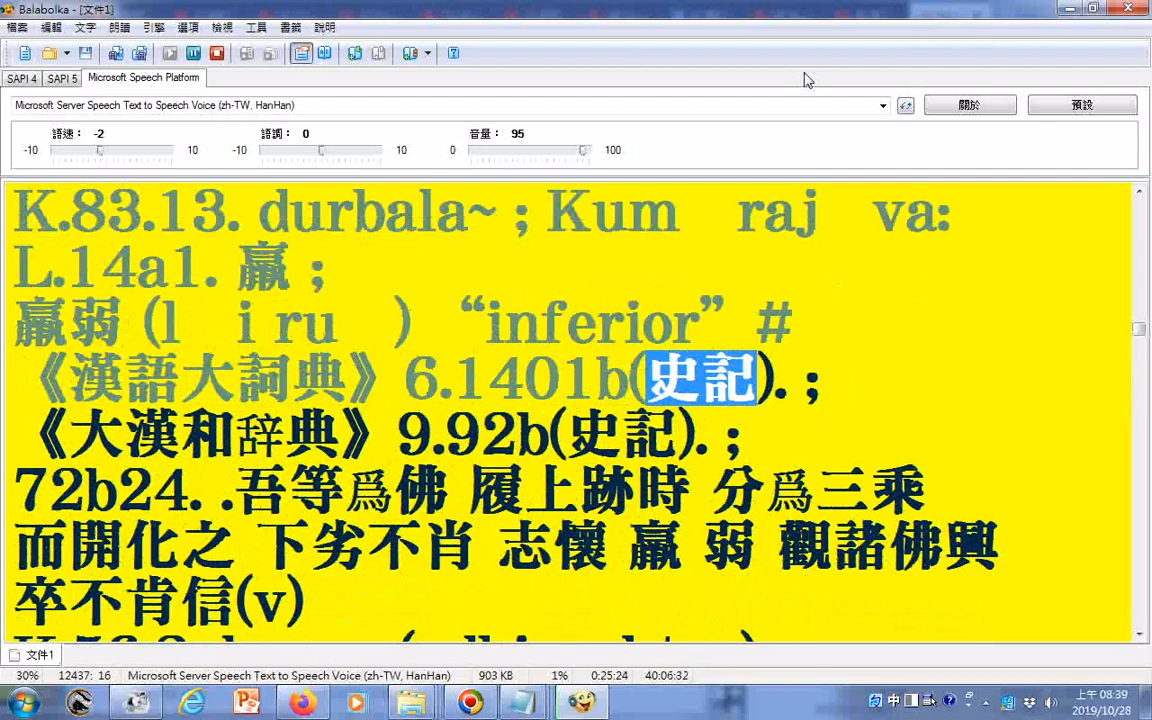 Balabolka - [文件1]
檔案 編輯 文字 朗讀 引擎 選項 檢視 工具 書籤 說明
SAPI 4 SAPI 5 Microsoft Speech Platform
Microsoft Server Speech Text to Speech Voice (zh-TW, HanHan) 關於 預設
語速： -2 語調： 0 音量： 95
-10 10 -10 10 0 100
K.83.13. durbala~ ; Kum raj va:
L.14a1. 羸 ;
羸弱 (l i ru ) “inferior” #
《漢語大詞典》 6.1401b(史記). ;
《大漢和辞典》 9.92b(史記). ;
72b24. .吾等爲佛 履上跡時 分爲三乘
而開化之 下劣不肖 志懷 羸 弱 觀諸佛興
卒不肯信(v)
文件1
30% 12437: 16 Microsoft Server Speech Text to Speech Voice (zh-TW, HanHan) 903 KB 1% 0:25:24 40:06:32
中 上午 08:39
2019/10/28